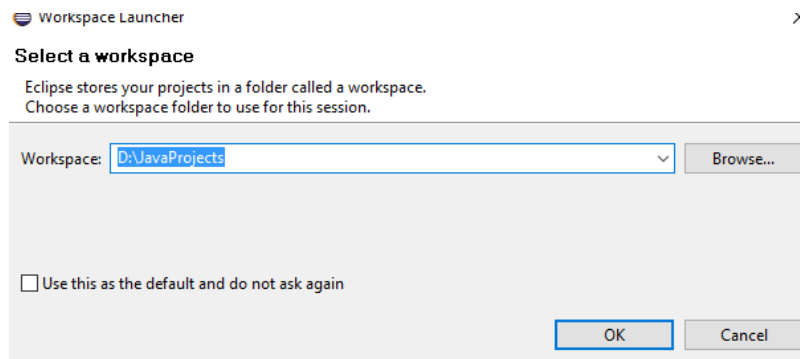 Workspace Launcher
Select a workspace
Eclipse stores your projects in a folder called a workspace.
Choose a workspace folder to use for this session.
Workspace: D:\JavaProjects Browse...
Use this as the default and do not ask again
OK Cancel